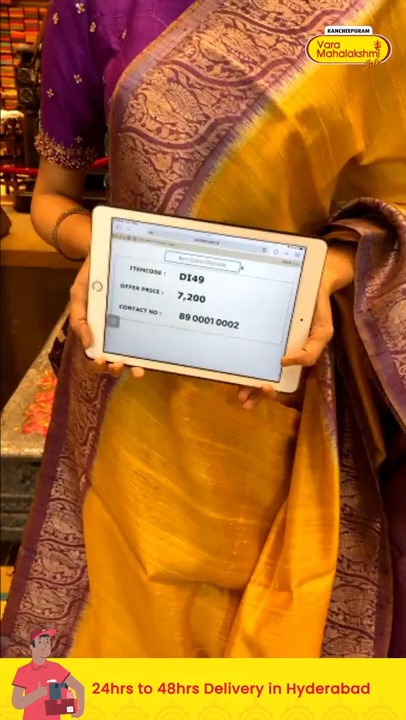 KANCHEEPURAM
Vara
Mahalakshmi
ITEMCODE : DI49
OFFER PRICE : 7,200
CONTACT NO : 89 0001 0002
24hrs to 48hrs Delivery in Hyderabad